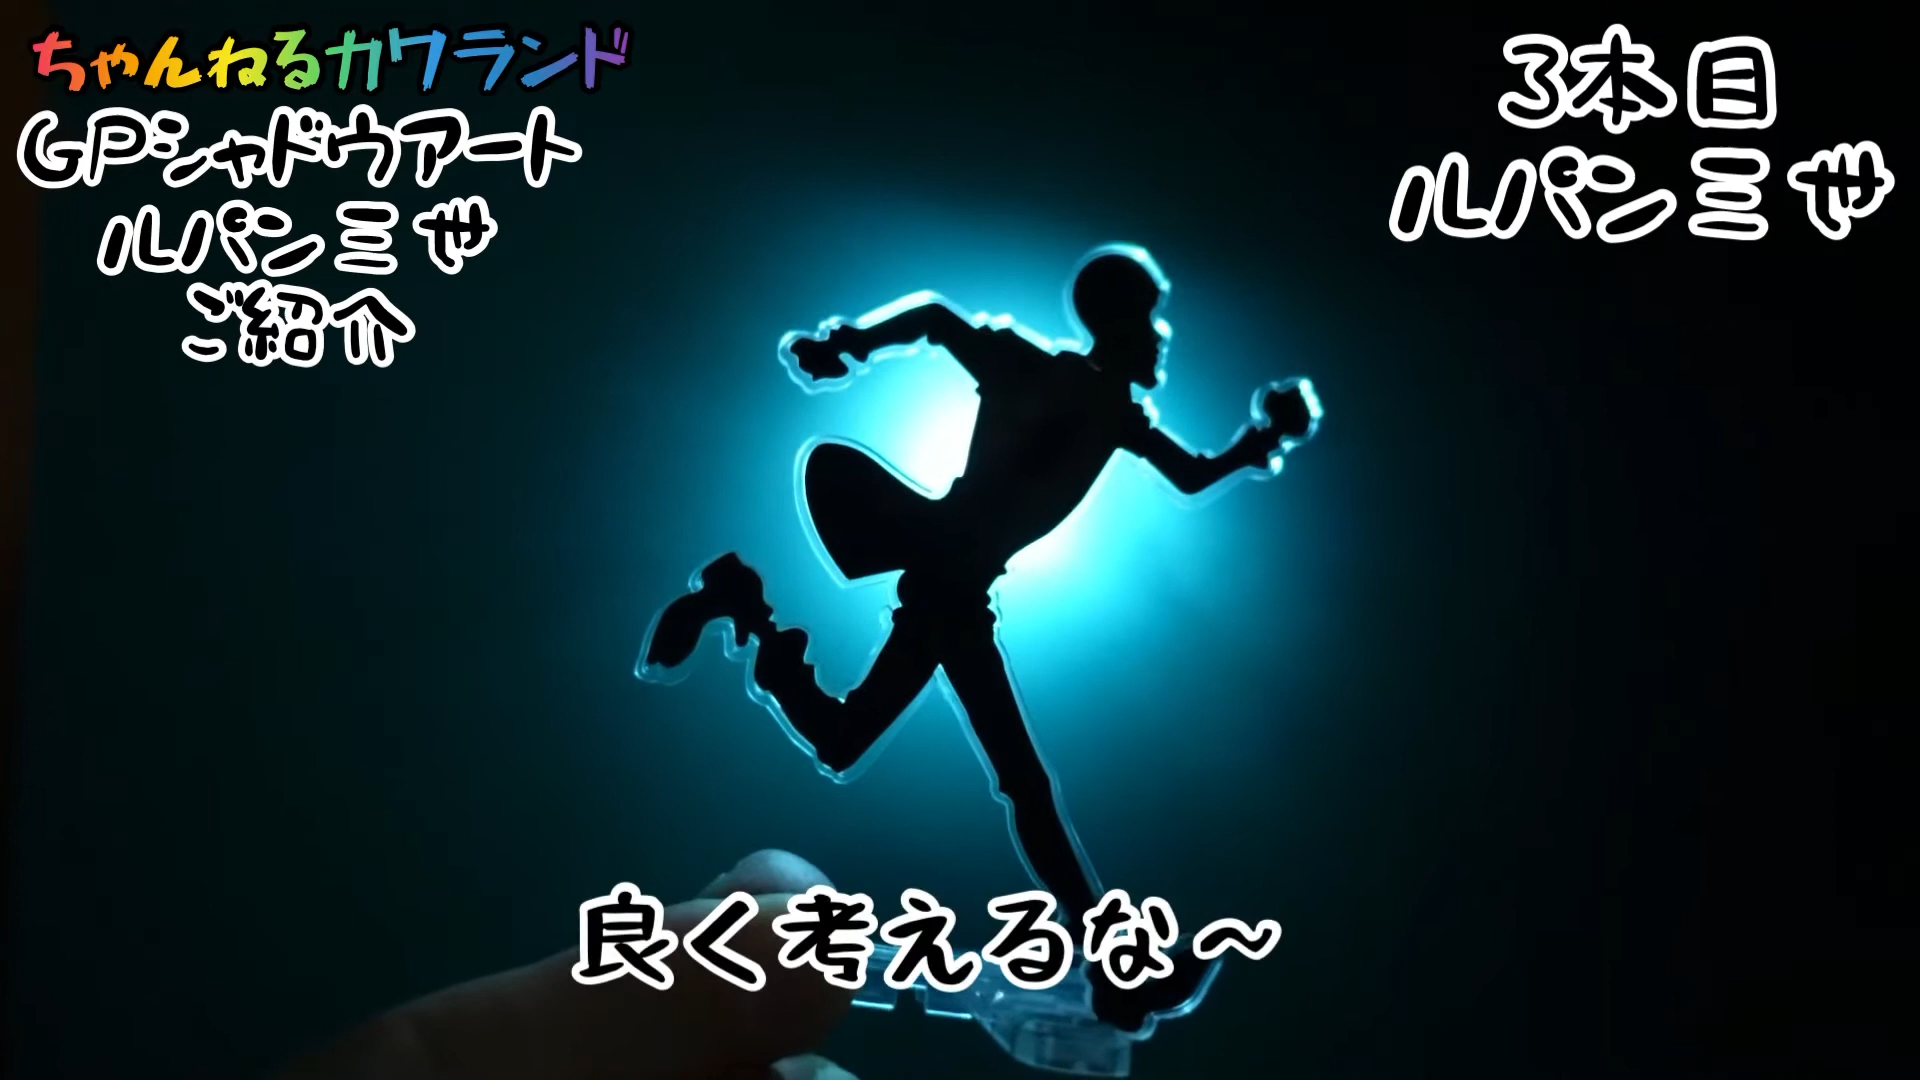 ちゃんねるカワランド
GPシャドウアート
ルパン三世
ご紹介
3本目
ルパン三世
良く考えるな～